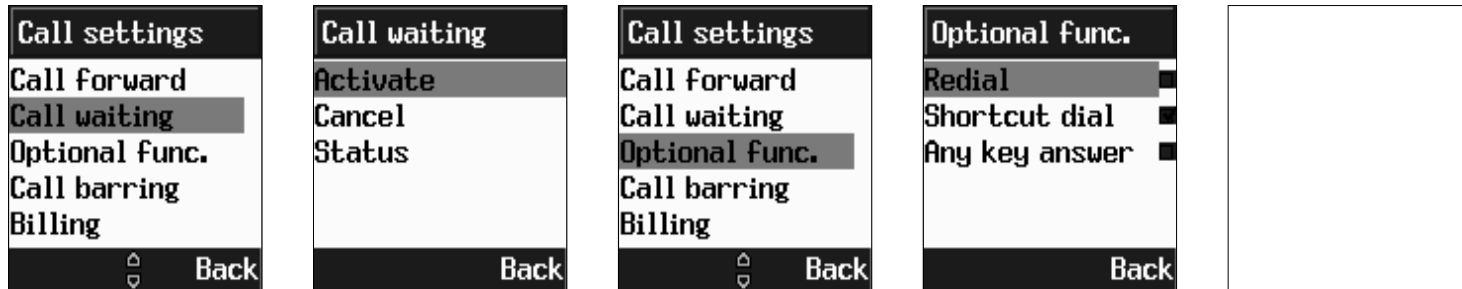 Call settings
Call forward
Call waiting
Optional func.
Call barring
Billing
Back
Call waiting
Activate
Cancel
Status
Back
Call settings
Call forward
Call waiting
Optional func.
Call barring
Billing
Back
Optional func.
Redial
Shortcut dial
Any key answer
Back